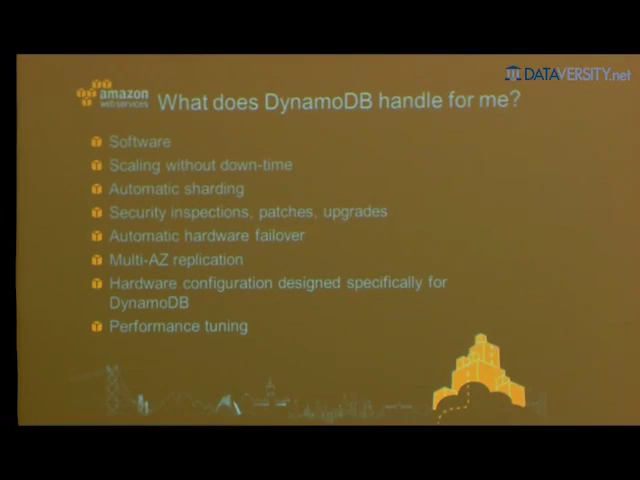 DATAVERSITY.net
amazon
webservices
What does DynamoDB handle for me?
Software
Scaling without down-time
Automatic sharding
Security inspections, patches, upgrades
Automatic hardware failover
Multi-AZ replication
Hardware configuration designed specifically for
DynamoDB
Performance tuning